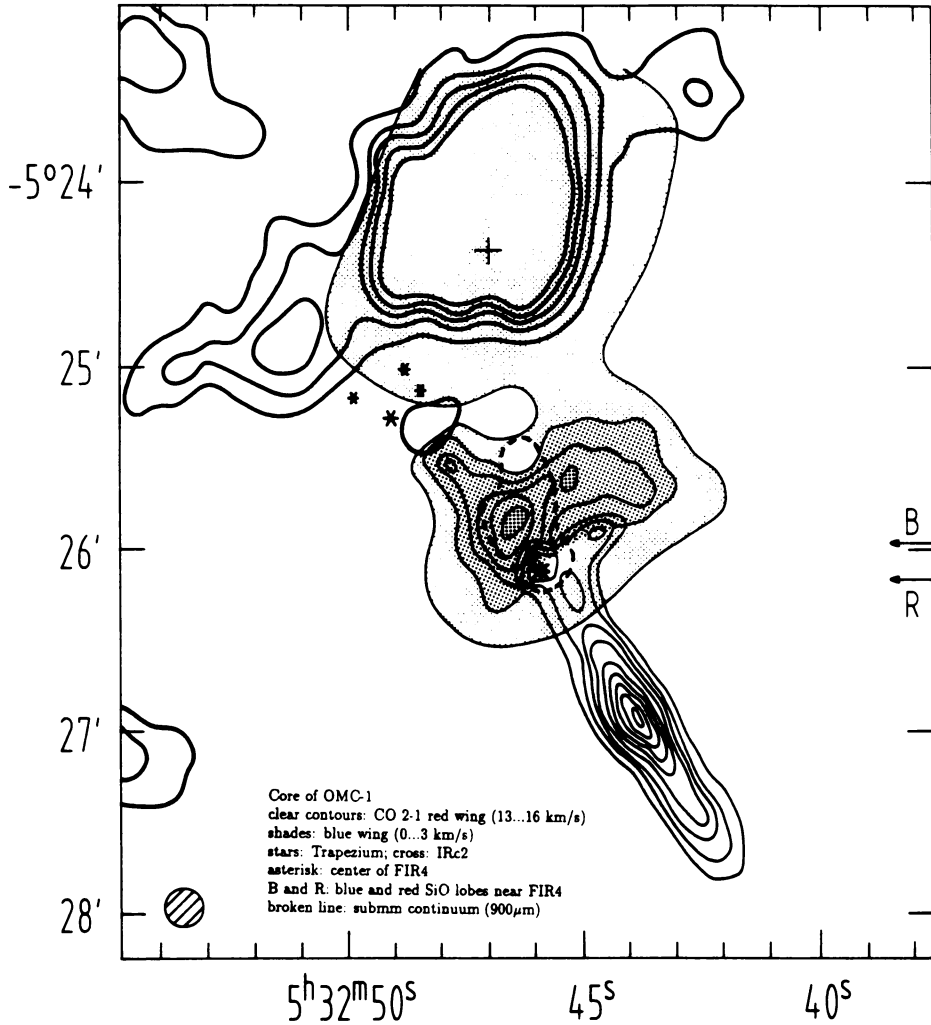 -5°24'
25'
26'
27'
28'
B
R
Core of OMC-1
clear contours: CO 2-1 red wing (13...16 km/s)
shades: blue wing (0...3 km/s)
stars: Trapezium; cross: IRc2
asterisk: center of FIR4
B and R: blue and red SiO lobes near FIR4
broken line: submm continuum (900μm)
5ʰ32ᵐ50ˢ 45ˢ 40ˢ